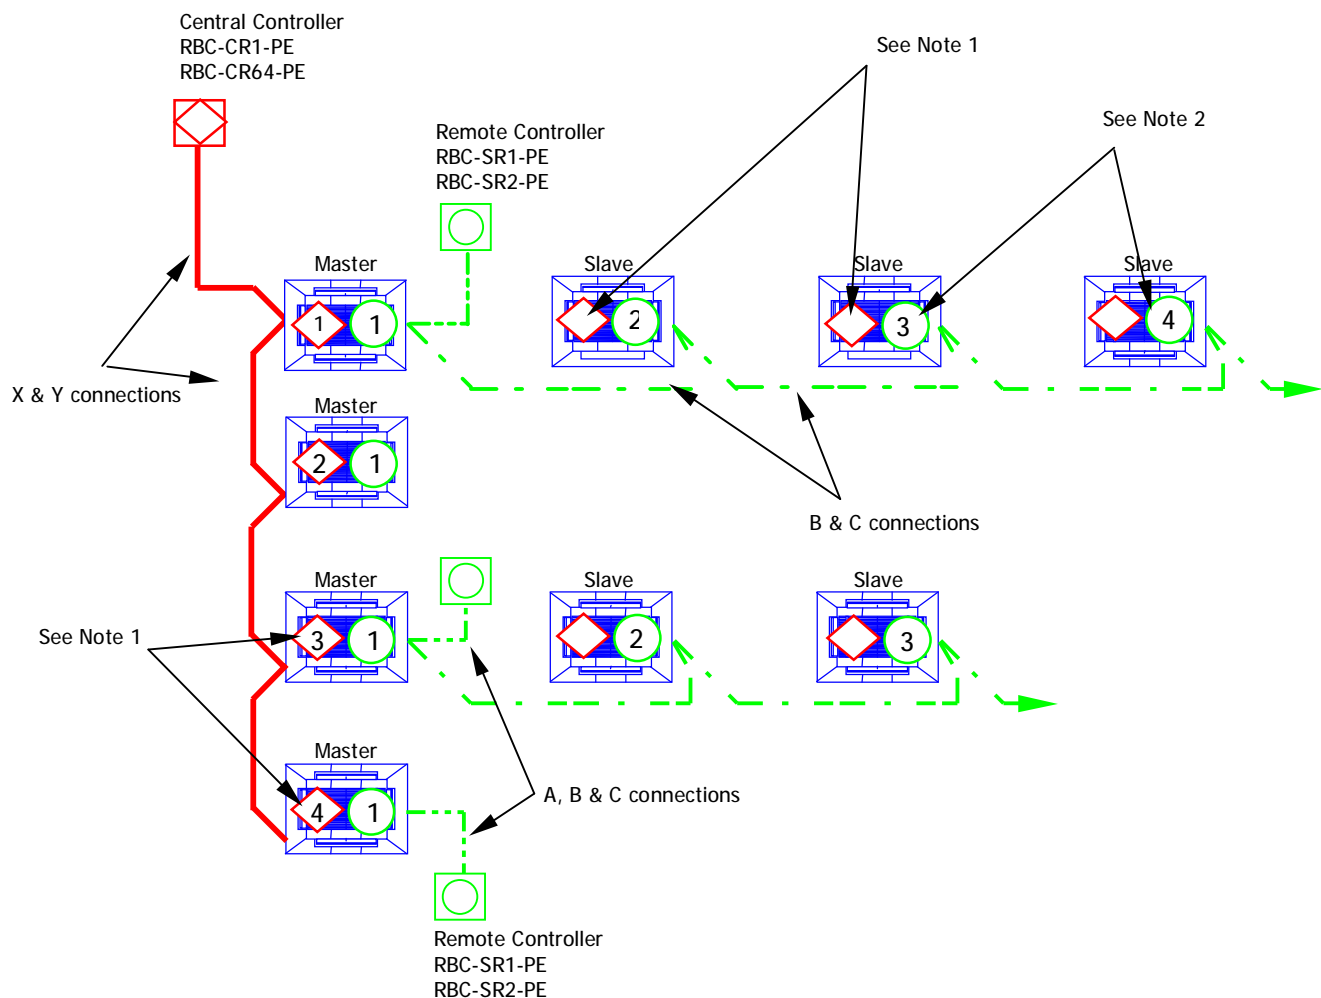 Central Controller
RBC-CR1-PE
RBC-CR64-PE
See Note 1
See Note 2
Remote Controller
RBC-SR1-PE
RBC-SR2-PE
Master
Slave
Slave
Slave
1 1
2
3
4
X & Y connections
Master
2 1
B & C connections
Master
Slave
Slave
See Note 1
3 1
2
3
Master
4 1
A, B & C connections
Remote Controller
RBC-SR1-PE
RBC-SR2-PE